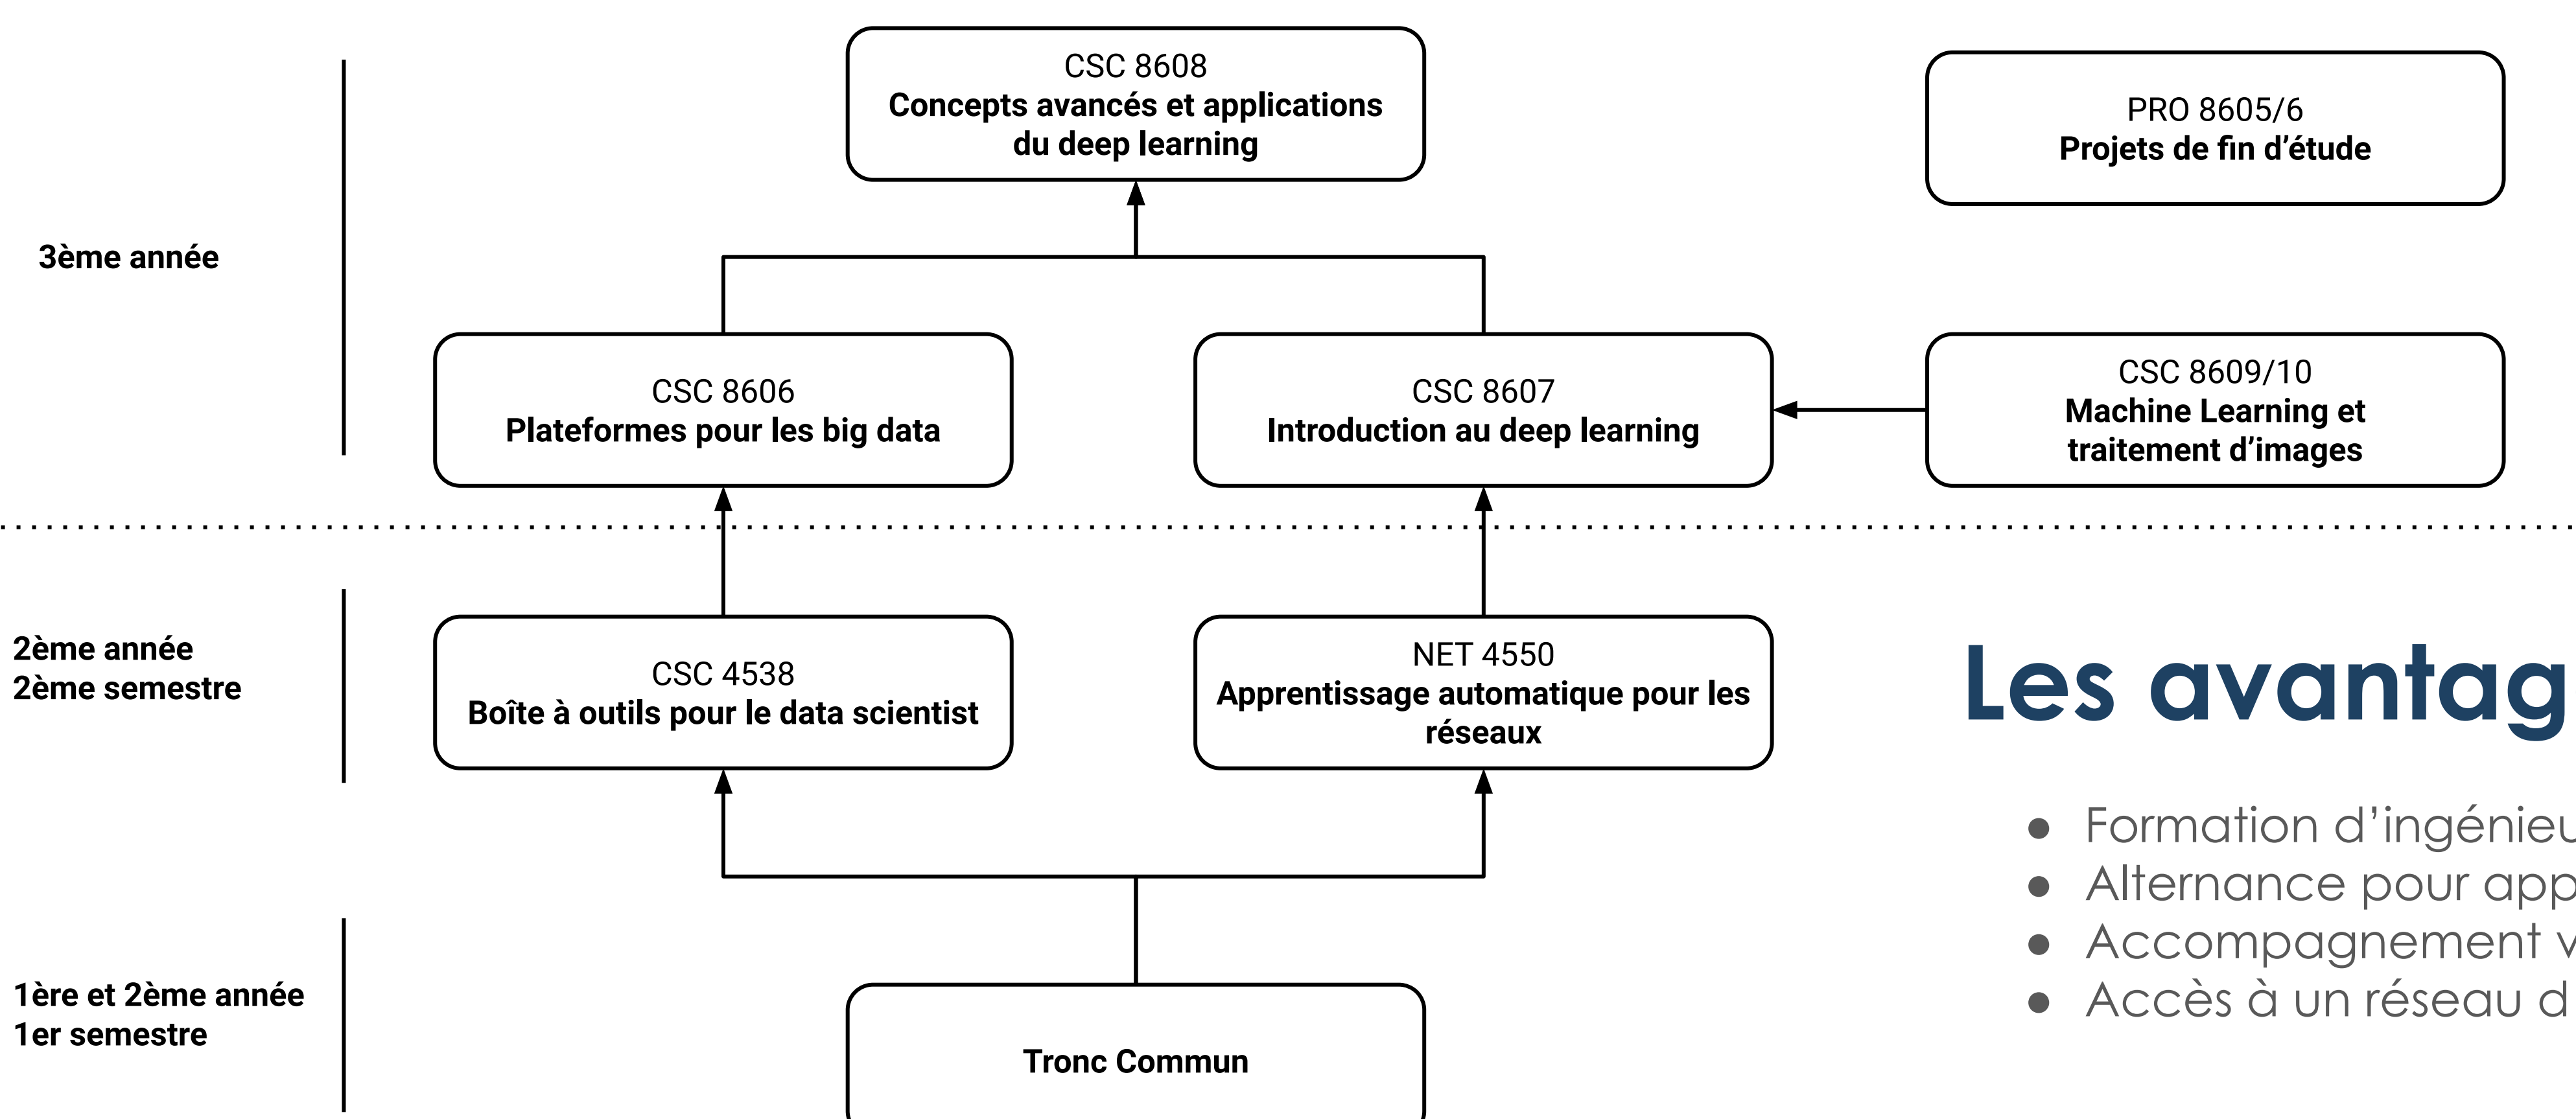 CSC 8608
Concepts avancés et applications
du deep learning
PRO 8605/6
Projets de fin d’étude
3ème année
CSC 8606
Plateformes pour les big data
CSC 8607
Introduction au deep learning
CSC 8609/10
Machine Learning et
traitement d’images
2ème année
2ème semestre
CSC 4538
Boîte à outils pour le data scientist
NET 4550
Apprentissage automatique pour les
réseaux
Les avantag
● Formation d’ingénieu
● Alternance pour app
● Accompagnement v
● Accès à un réseau d
1ère et 2ème année
1er semestre
Tronc Commun